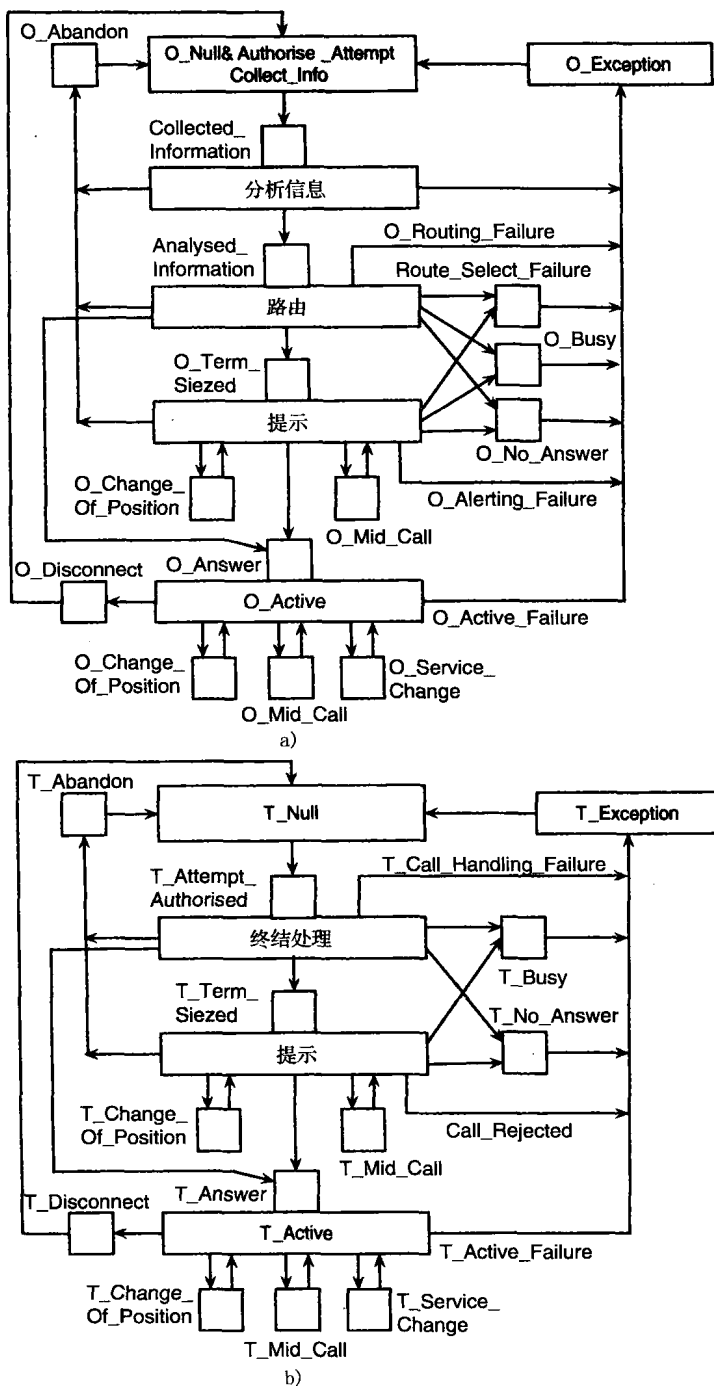 O_Abandon
O_Null& Authorise _Attempt
Collect_Info
O_Exception
Collected_
Information
分析信息
Analysed_
Information
O_Routing_Failure
Route_Select_Failure
路由
O_Busy
O_Term_
Siezed
提示
O_No_Answer
O_Change_
Of_Position
O_Alerting_Failure
O_Mid_Call
O_Answer
O_Disconnect
O_Active
O_Active_Failure
O_Change_
Of_Position
O_Mid_Call
O_Service_
Change
a)
T_Abandon
T_Null
T_Exception
T_Attempt_
Authorised
T_Call_Handling_Failure
终结处理
T_Busy
T_Term_
Siezed
T_No_Answer
提示
T_Change_
Of_Position
Call_Rejected
T_Mid_Call
T_Answer
T_Disconnect
T_Active
T_Active_Failure
T_Change_
Of_Position
T_Mid_Call
T_Service_
Change
b)